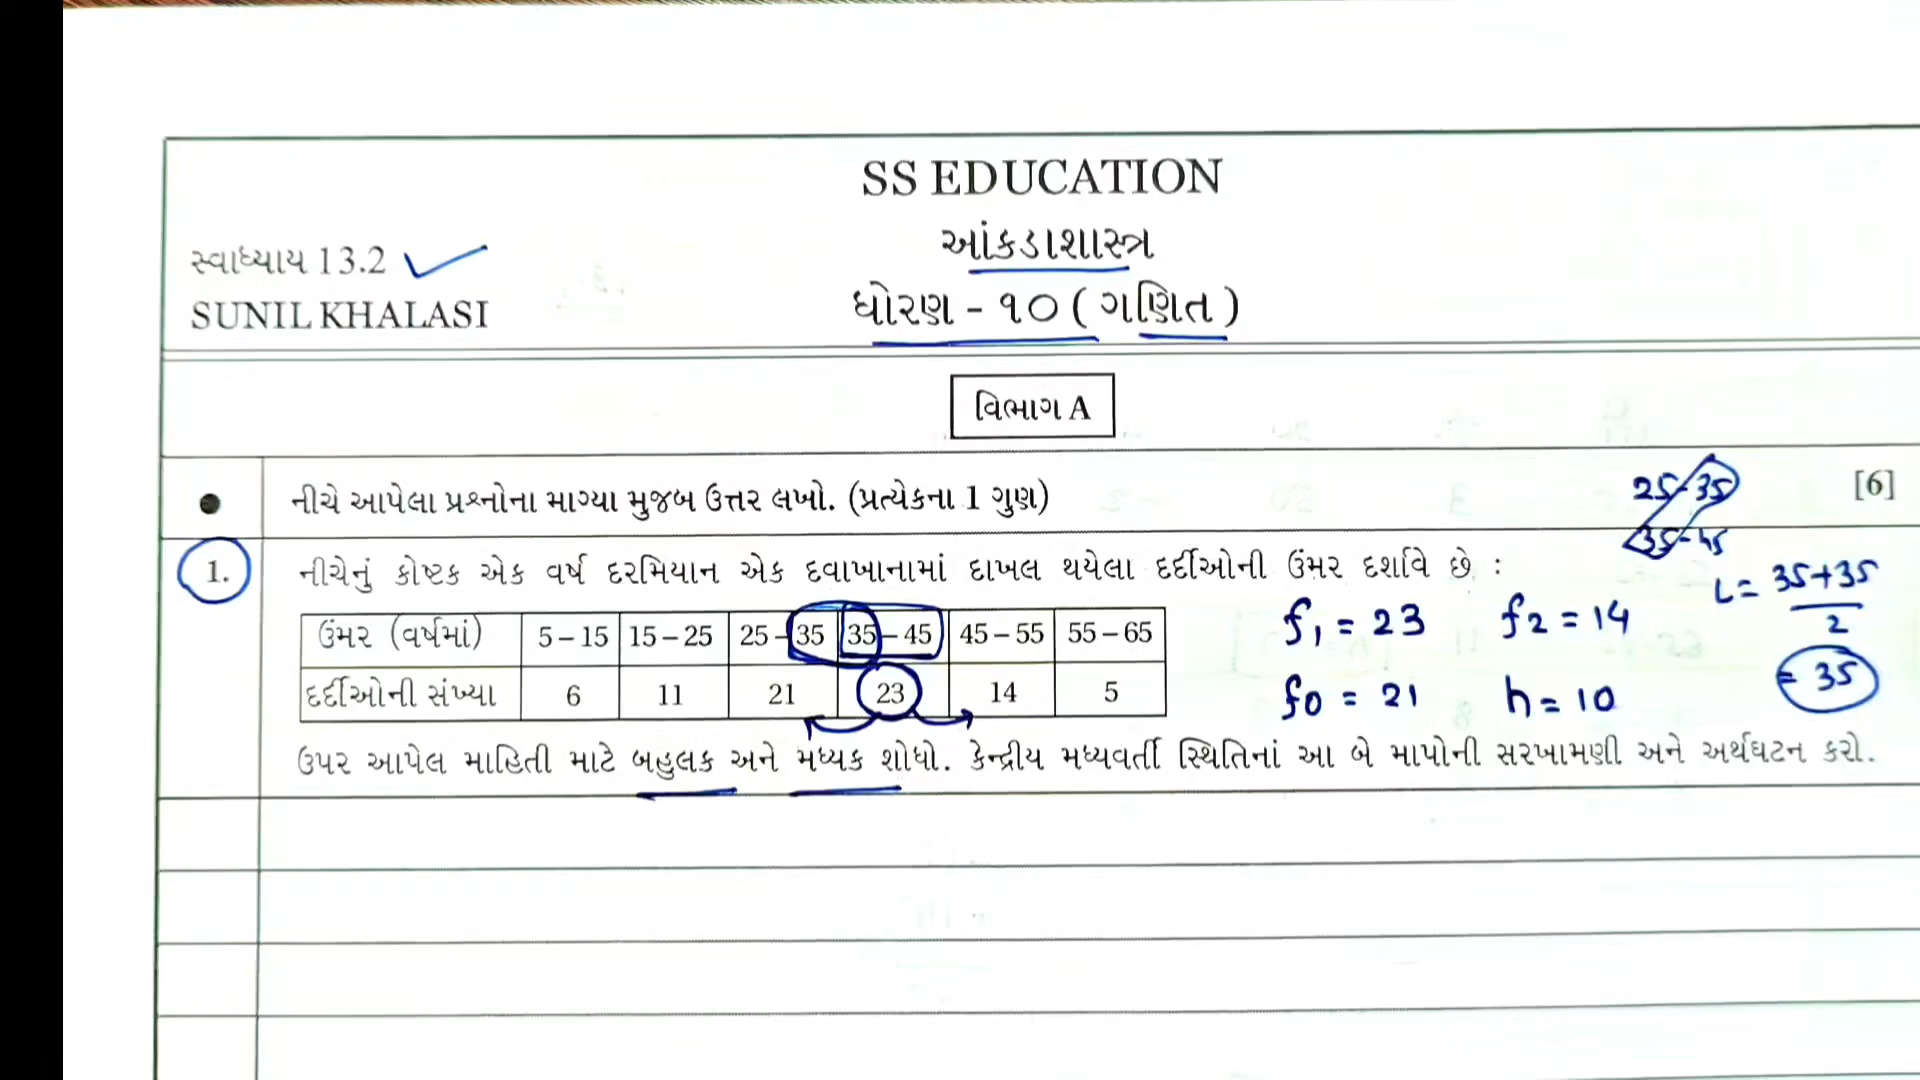 SS EDUCATION
આંકડાશાસ્ત્ર
સ્વાધ્યાય 13.2
SUNIL KHALASI
ધોરણ - ૧૦ ( ગણિત )
વિભાગ A
નીચે આપેલા પ્રશ્નોના માગ્યા મુજબ ઉત્તર લખો. (પ્રત્યેકના 1 ગુણ) [6]
25-35
35-45
1. નીચેનું કોષ્ટક એક વર્ષ દરમિયાન એક દવાખાનામાં દાખલ થયેલા દર્દીઓની ઉંમર દર્શાવે છે :
ઉંમર (વર્ષમાં) 5 – 15 15 – 25 25 – 35 35 – 45 45 – 55 55 – 65
દર્દીઓની સંખ્યા 6 11 21 23 14 5
f1 = 23 f2 = 14
f0 = 21 h = 10
L = 35+35
2
= 35
ઉપર આપેલ માહિતી માટે બહુલક અને મધ્યક શોધો. કેન્દ્રીય મધ્યવર્તી સ્થિતિનાં આ બે માપોની સરખામણી અને અર્થઘટન કરો.